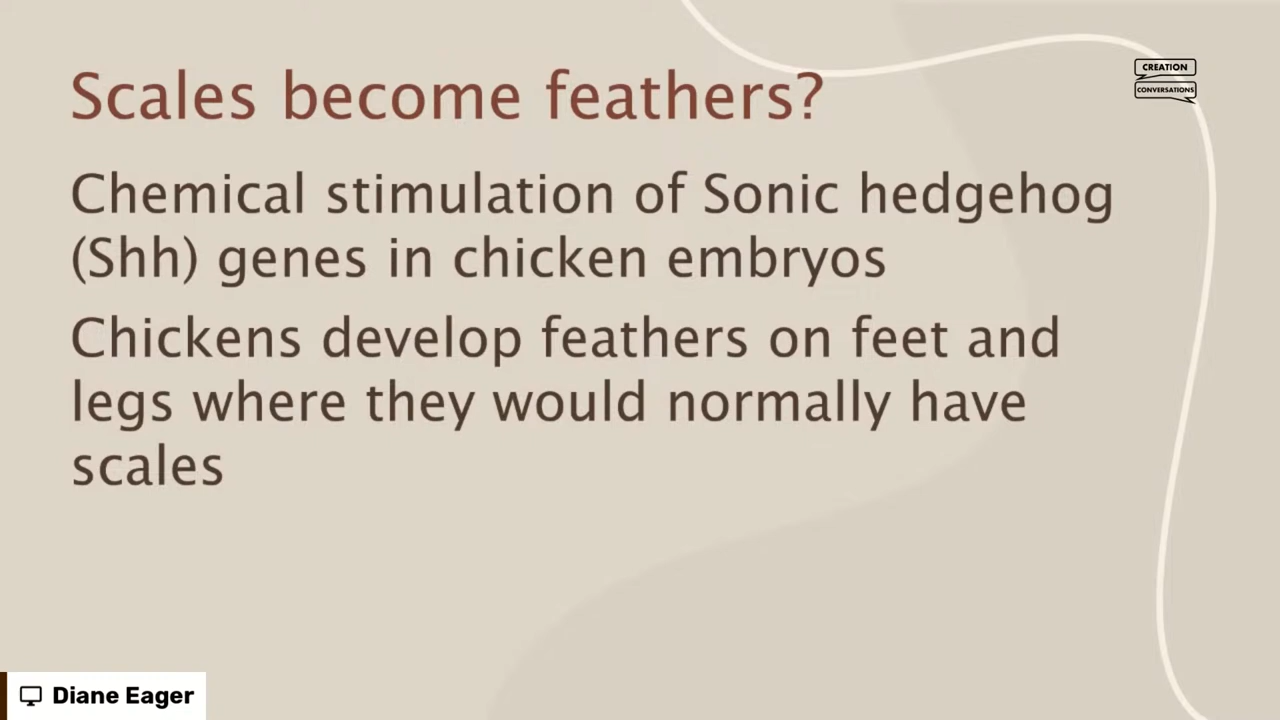 Scales become feathers?
CREATION
CONVERSATIONS
Chemical stimulation of Sonic hedgehog
(Shh) genes in chicken embryos
Chickens develop feathers on feet and
legs where they would normally have
scales
Diane Eager